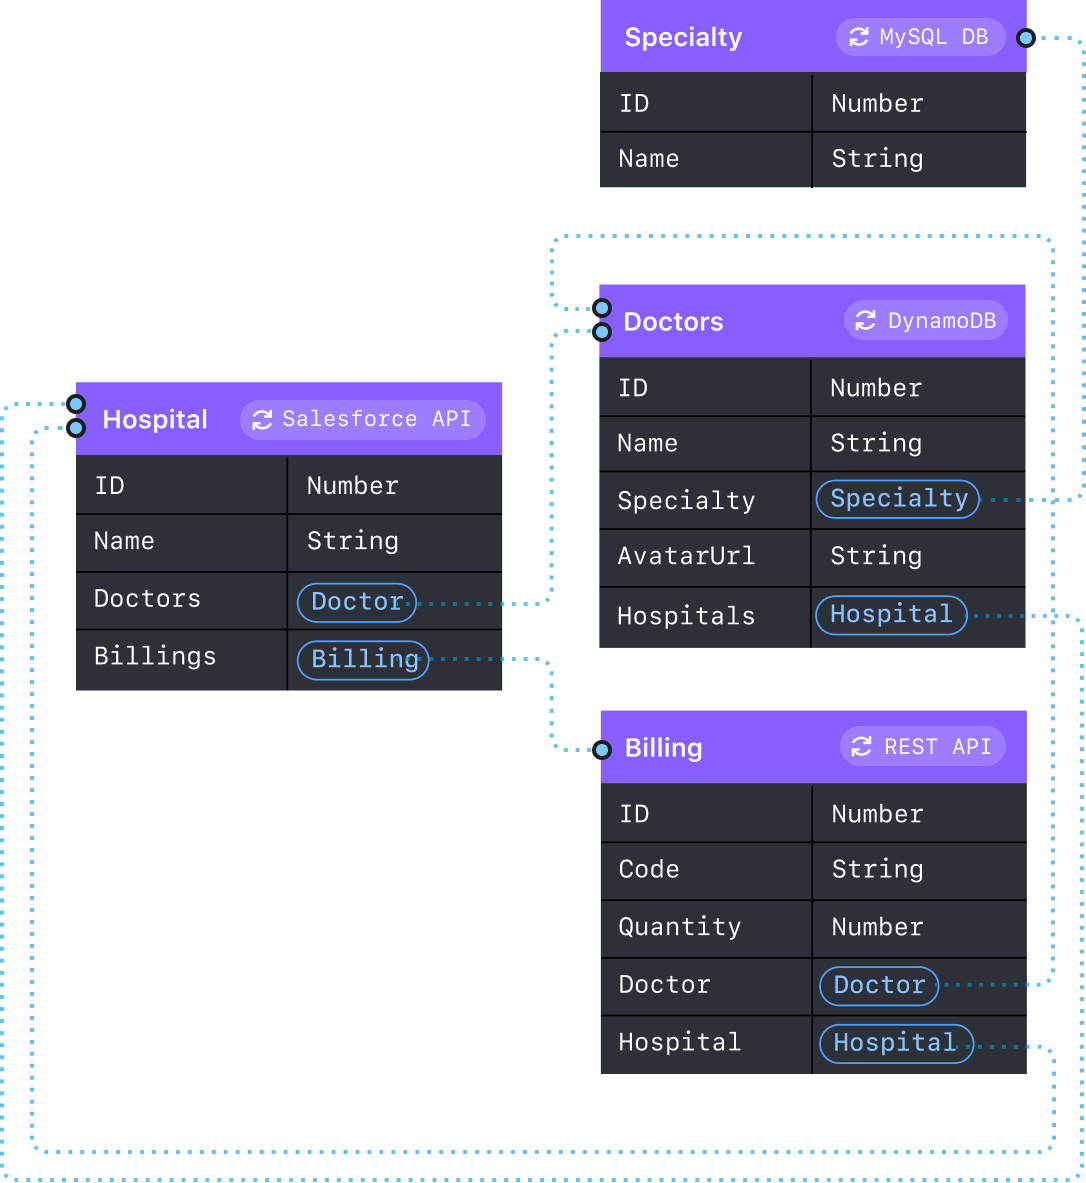 Specialty MySQL DB
ID Number
Name String
Doctors DynamoDB
ID Number
Name String
Specialty Specialty
AvatarUrl String
Hospitals Hospital
Hospital Salesforce API
ID Number
Name String
Doctors Doctor
Billings Billing
Billing REST API
ID Number
Code String
Quantity Number
Doctor Doctor
Hospital Hospital